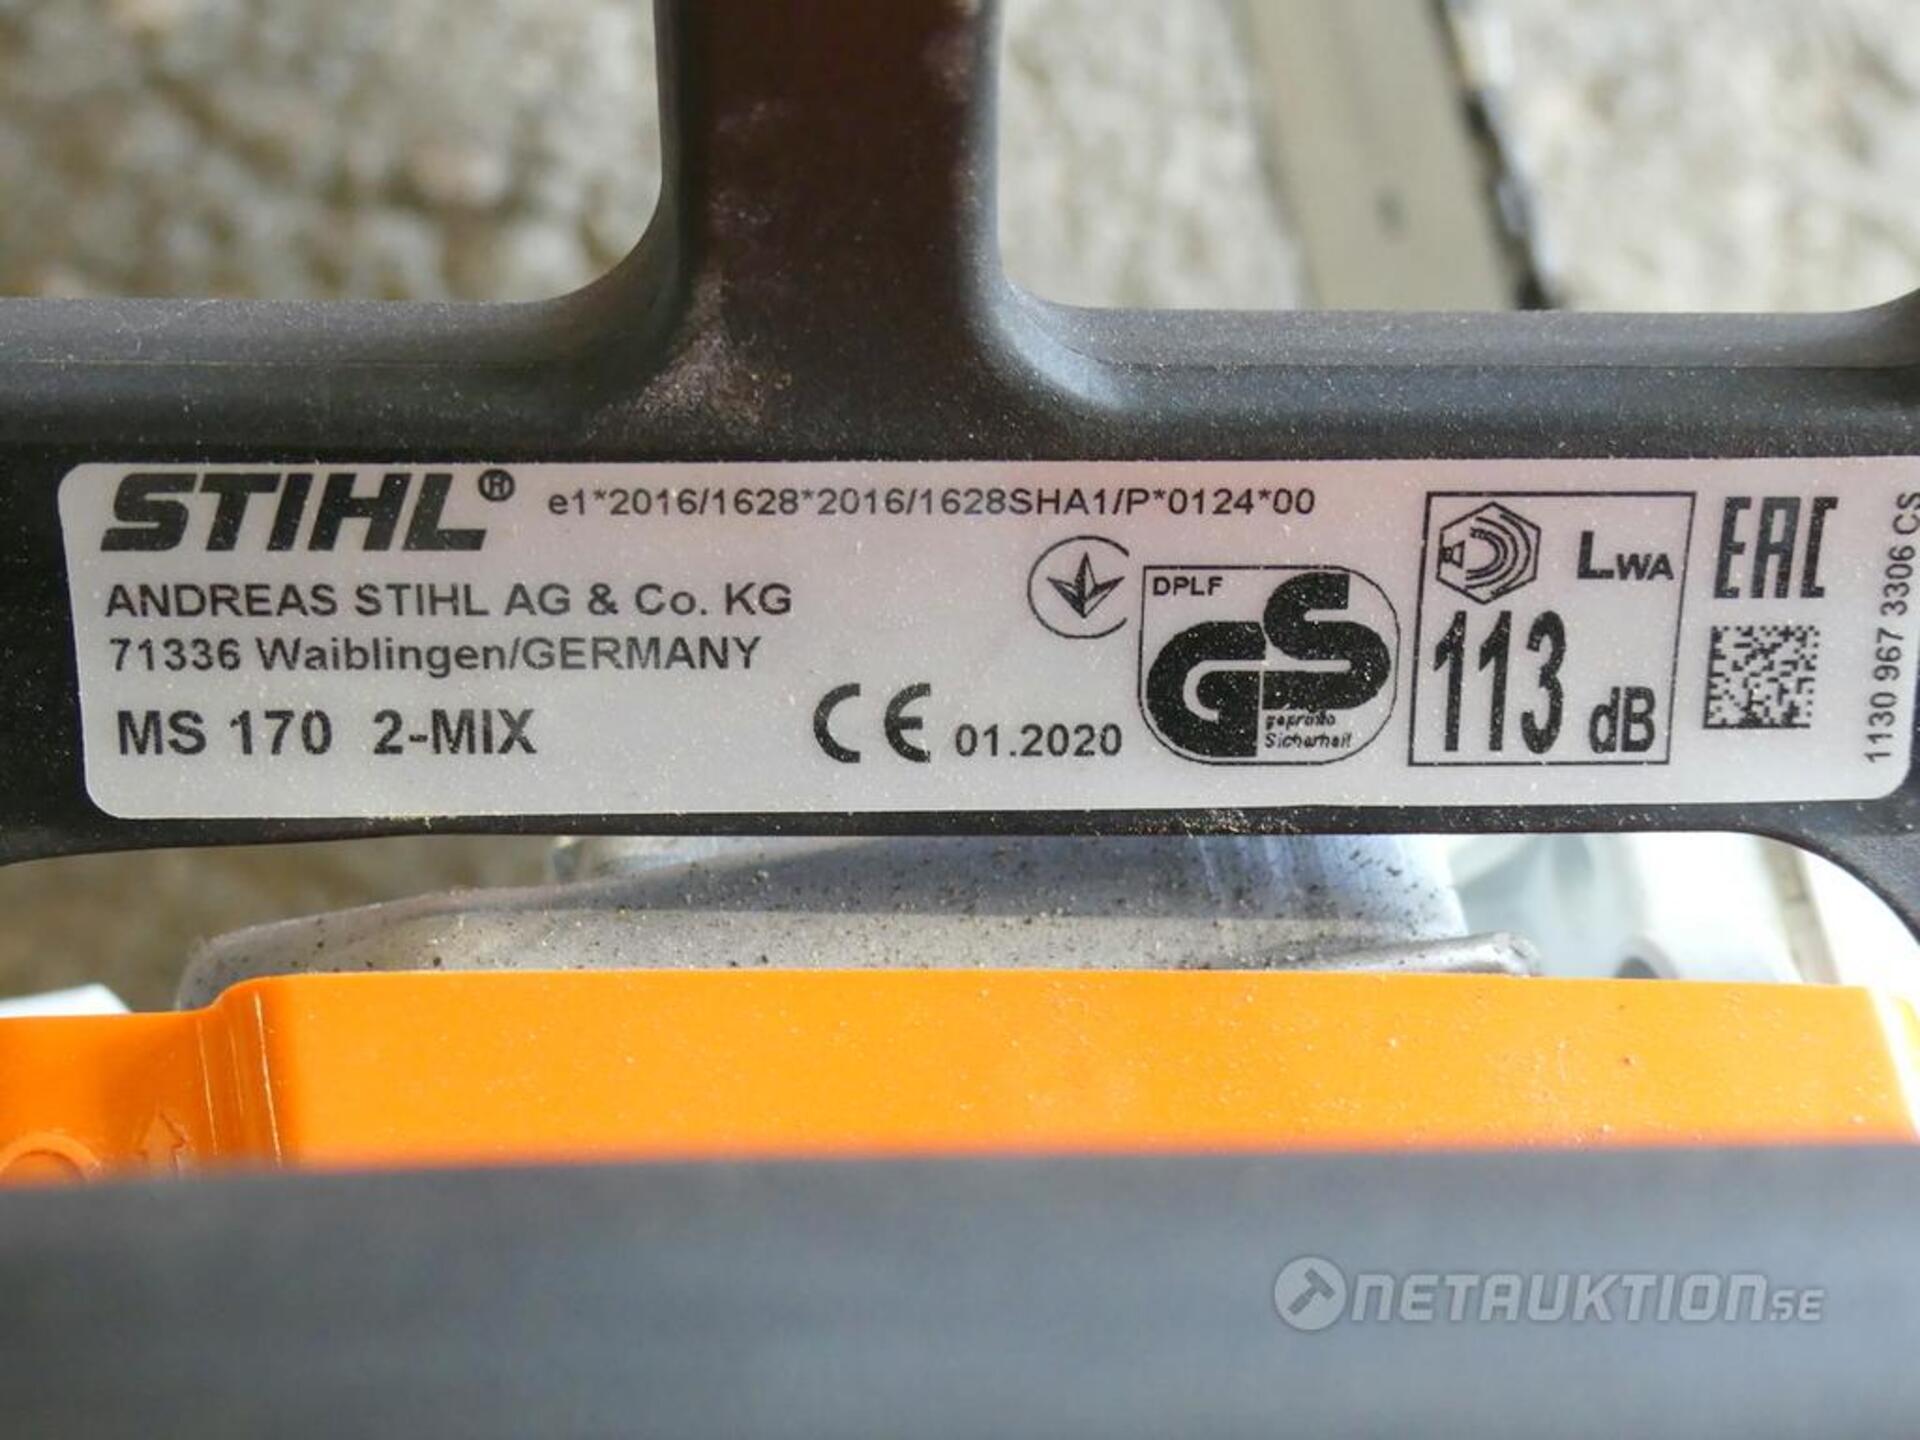 STIHL® e1*2016/1628*2016/1628SHA1/P*0124*00
ANDREAS STIHL AG & Co. KG
71336 Waiblingen/GERMANY
MS 170 2-MIX
CE 01.2020
DPLF
GS
geprüfte
Sicherheit
LWA
113 dB
EAC
1130 967 3306 CS
NETAUKTION.SE